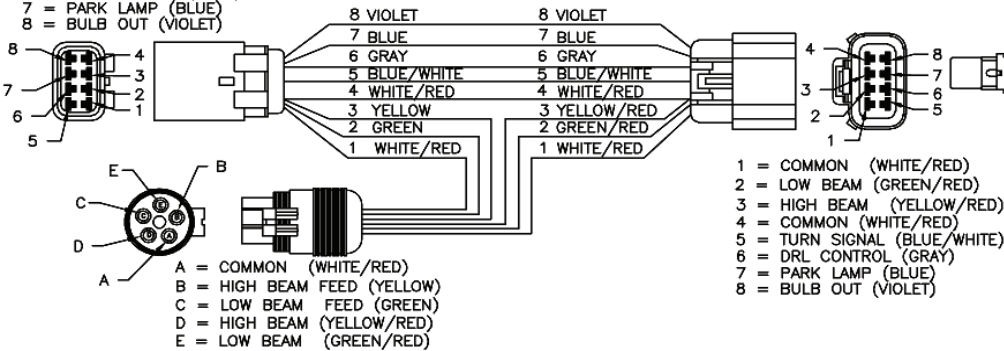 7 = PARK LAMP (BLUE)
8 = BULB OUT (VIOLET)
8 VIOLET 8 VIOLET
7 BLUE 7 BLUE
6 GRAY 6 GRAY
5 BLUE/WHITE 5 BLUE/WHITE
4 WHITE/RED 4 WHITE/RED
3 YELLOW 3 YELLOW/RED
2 GREEN 2 GREEN/RED
1 WHITE/RED 1 WHITE/RED
8 4
7 3
6 2
5 1
4 8
3 7
2 6
1 5
E B
C
D
A
A = COMMON (WHITE/RED)
B = HIGH BEAM FEED (YELLOW)
C = LOW BEAM FEED (GREEN)
D = HIGH BEAM (YELLOW/RED)
E = LOW BEAM (GREEN/RED)
1 = COMMON (WHITE/RED)
2 = LOW BEAM (GREEN/RED)
3 = HIGH BEAM (YELLOW/RED)
4 = COMMON (WHITE/RED)
5 = TURN SIGNAL (BLUE/WHITE)
6 = DRL CONTROL (GRAY)
7 = PARK LAMP (BLUE)
8 = BULB OUT (VIOLET)